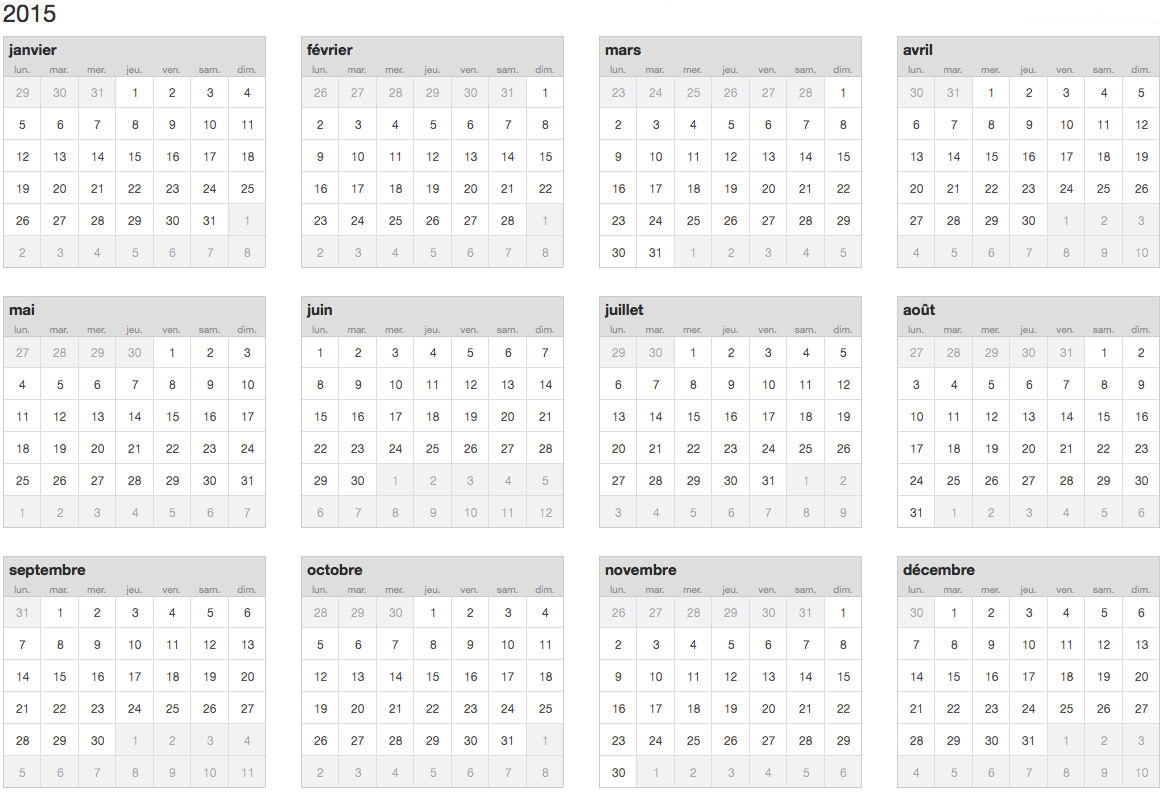 2015
janvier
lun. mar. mer. jeu. ven. sam. dim.
29 30 31 1 2 3 4
5 6 7 8 9 10 11
12 13 14 15 16 17 18
19 20 21 22 23 24 25
26 27 28 29 30 31 1
2 3 4 5 6 7 8
février
lun. mar. mer. jeu. ven. sam. dim.
26 27 28 29 30 31 1
2 3 4 5 6 7 8
9 10 11 12 13 14 15
16 17 18 19 20 21 22
23 24 25 26 27 28 1
2 3 4 5 6 7 8
mars
lun. mar. mer. jeu. ven. sam. dim.
23 24 25 26 27 28 1
2 3 4 5 6 7 8
9 10 11 12 13 14 15
16 17 18 19 20 21 22
23 24 25 26 27 28 29
30 31 1 2 3 4 5
avril
lun. mar. mer. jeu. ven. sam. dim.
30 31 1 2 3 4 5
6 7 8 9 10 11 12
13 14 15 16 17 18 19
20 21 22 23 24 25 26
27 28 29 30 1 2 3
4 5 6 7 8 9 10
mai
lun. mar. mer. jeu. ven. sam. dim.
27 28 29 30 1 2 3
4 5 6 7 8 9 10
11 12 13 14 15 16 17
18 19 20 21 22 23 24
25 26 27 28 29 30 31
1 2 3 4 5 6 7
juin
lun. mar. mer. jeu. ven. sam. dim.
1 2 3 4 5 6 7
8 9 10 11 12 13 14
15 16 17 18 19 20 21
22 23 24 25 26 27 28
29 30 1 2 3 4 5
6 7 8 9 10 11 12
juillet
lun. mar. mer. jeu. ven. sam. dim.
29 30 1 2 3 4 5
6 7 8 9 10 11 12
13 14 15 16 17 18 19
20 21 22 23 24 25 26
27 28 29 30 31 1 2
3 4 5 6 7 8 9
août
lun. mar. mer. jeu. ven. sam. dim.
27 28 29 30 31 1 2
3 4 5 6 7 8 9
10 11 12 13 14 15 16
17 18 19 20 21 22 23
24 25 26 27 28 29 30
31 1 2 3 4 5 6
septembre
lun. mar. mer. jeu. ven. sam. dim.
31 1 2 3 4 5 6
7 8 9 10 11 12 13
14 15 16 17 18 19 20
21 22 23 24 25 26 27
28 29 30 1 2 3 4
5 6 7 8 9 10 11
octobre
lun. mar. mer. jeu. ven. sam. dim.
28 29 30 1 2 3 4
5 6 7 8 9 10 11
12 13 14 15 16 17 18
19 20 21 22 23 24 25
26 27 28 29 30 31 1
2 3 4 5 6 7 8
novembre
lun. mar. mer. jeu. ven. sam. dim.
26 27 28 29 30 31 1
2 3 4 5 6 7 8
9 10 11 12 13 14 15
16 17 18 19 20 21 22
23 24 25 26 27 28 29
30 1 2 3 4 5 6
décembre
lun. mar. mer. jeu. ven. sam. dim.
30 1 2 3 4 5 6
7 8 9 10 11 12 13
14 15 16 17 18 19 20
21 22 23 24 25 26 27
28 29 30 31 1 2 3
4 5 6 7 8 9 10